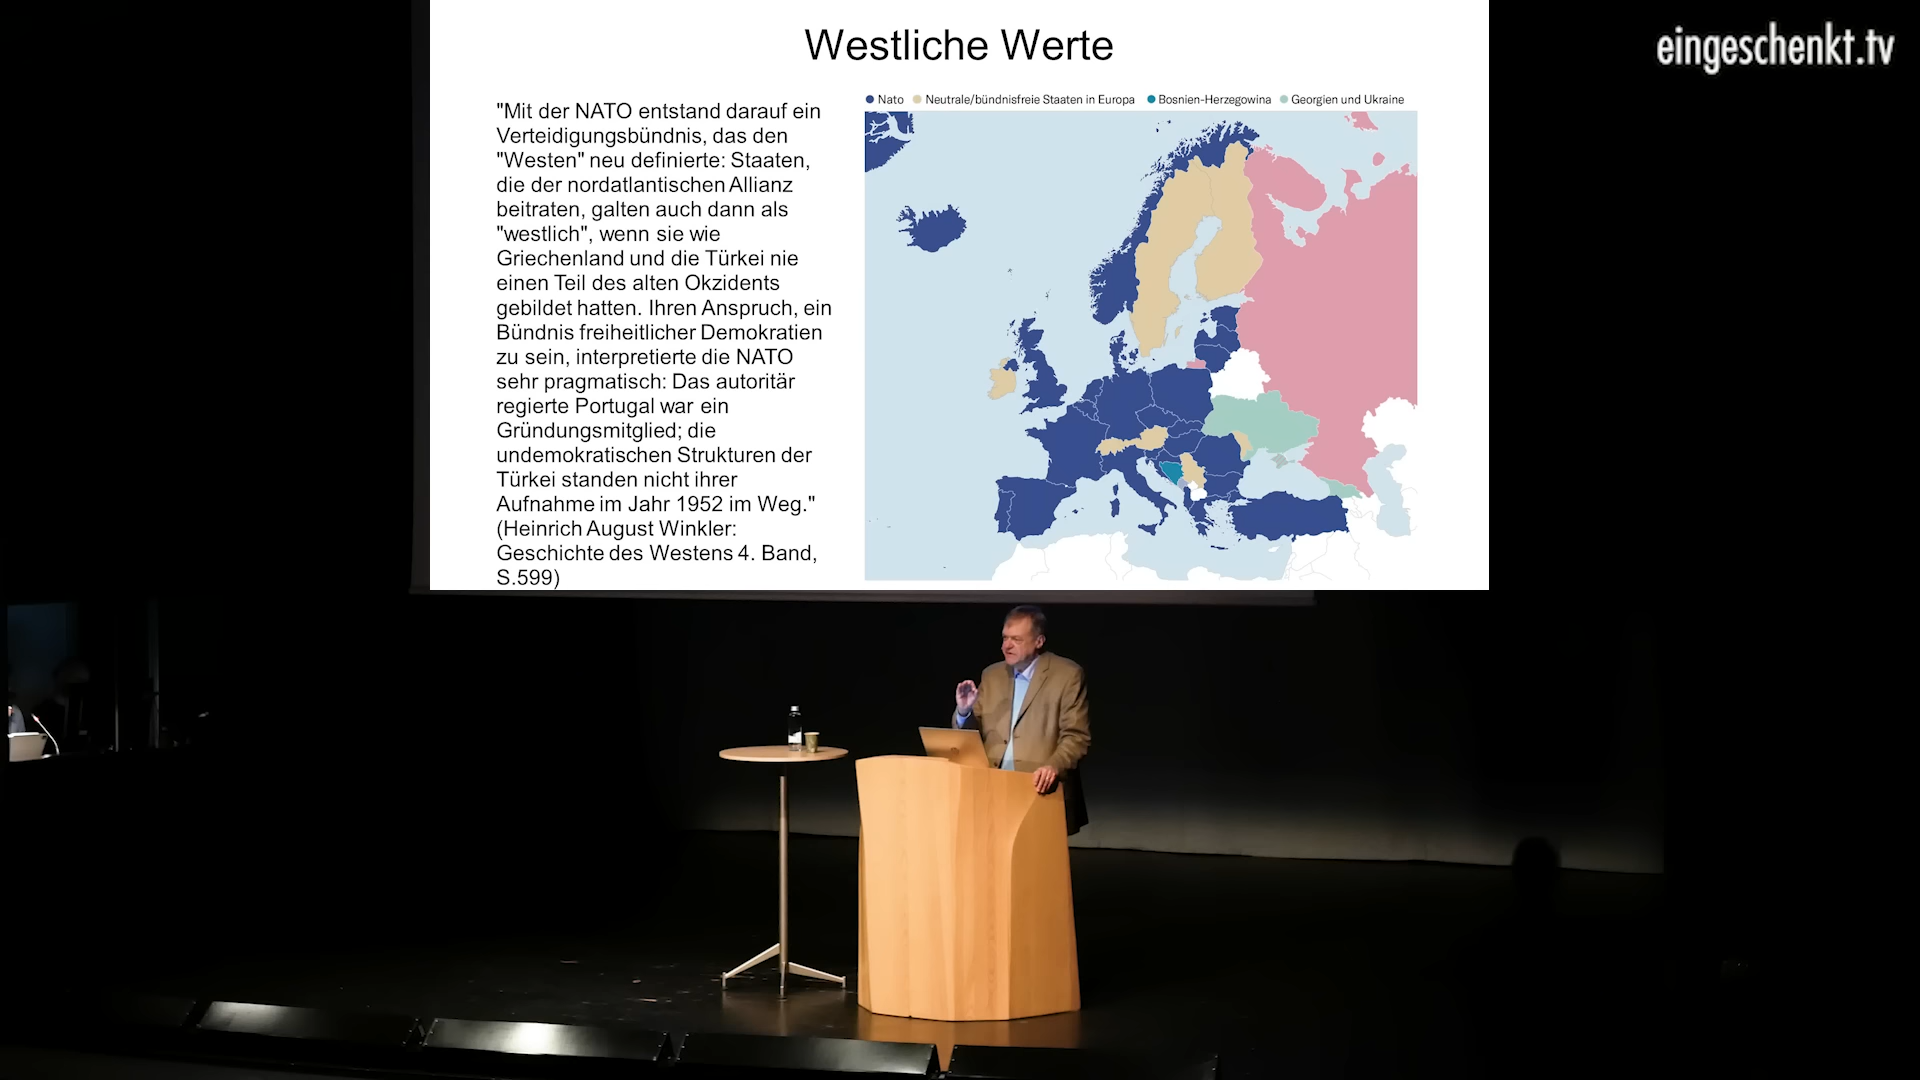 Westliche Werte
eingeschenkt.tv
"Mit der NATO entstand darauf ein
Verteidigungsbündnis, das den
"Westen" neu definierte: Staaten,
die der nordatlantischen Allianz
beitraten, galten auch dann als
"westlich", wenn sie wie
Griechenland und die Türkei nie
einen Teil des alten Okzidents
gebildet hatten. Ihren Anspruch, ein
Bündnis freiheitlicher Demokratien
zu sein, interpretierte die NATO
sehr pragmatisch: Das autoritär
regierte Portugal war ein
Gründungsmitglied; die
undemokratischen Strukturen der
Türkei standen nicht ihrer
Aufnahme im Jahr 1952 im Weg."
(Heinrich August Winkler:
Geschichte des Westens 4. Band,
S.599)
Nato Neutrale/bündnisfreie Staaten in Europa Bosnien-Herzegowina Georgien und Ukraine